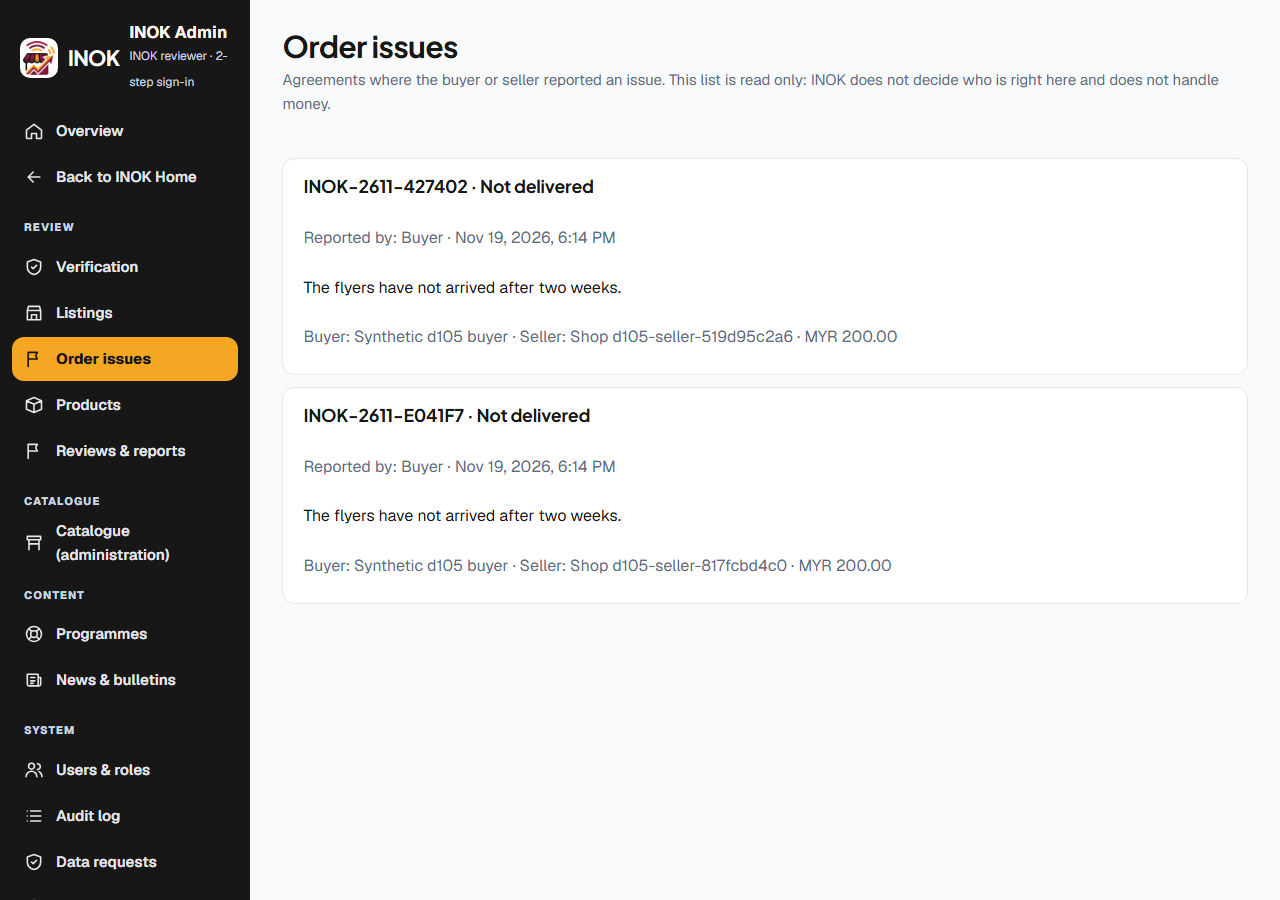 INOK
INOK Admin
INOK reviewer · 2-
step sign-in
Overview
Back to INOK Home
REVIEW
Verification
Listings
Order issues
Products
Reviews & reports
CATALOGUE
Catalogue
(administration)
CONTENT
Programmes
News & bulletins
SYSTEM
Users & roles
Audit log
Data requests
Order issues
Agreements where the buyer or seller reported an issue. This list is read only: INOK does not decide who is right here and does not handle
money.
INOK-2611-427402 · Not delivered
Reported by: Buyer · Nov 19, 2026, 6:14 PM
The flyers have not arrived after two weeks.
Buyer: Synthetic d105 buyer · Seller: Shop d105-seller-519d95c2a6 · MYR 200.00
INOK-2611-E041F7 · Not delivered
Reported by: Buyer · Nov 19, 2026, 6:14 PM
The flyers have not arrived after two weeks.
Buyer: Synthetic d105 buyer · Seller: Shop d105-seller-817fcbd4c0 · MYR 200.00